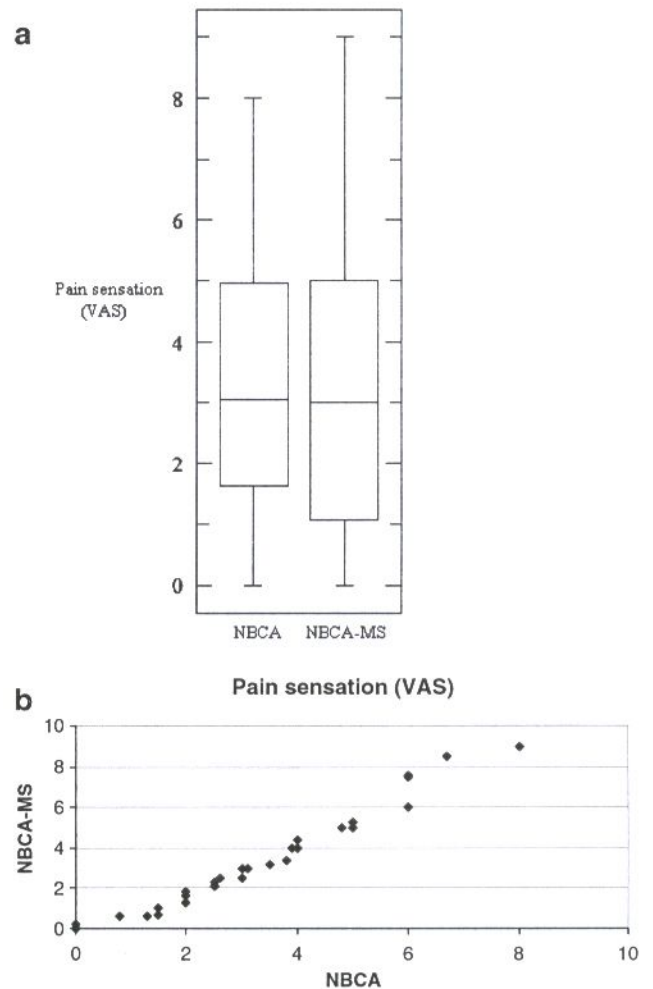 a
8
6
Pain sensation
(VAS)
4
2
0
NBCA NBCA-MS
b
Pain sensation (VAS)
10
8
6
4
2
0
NBCA-MS
0 2 4 6 8 10
NBCA